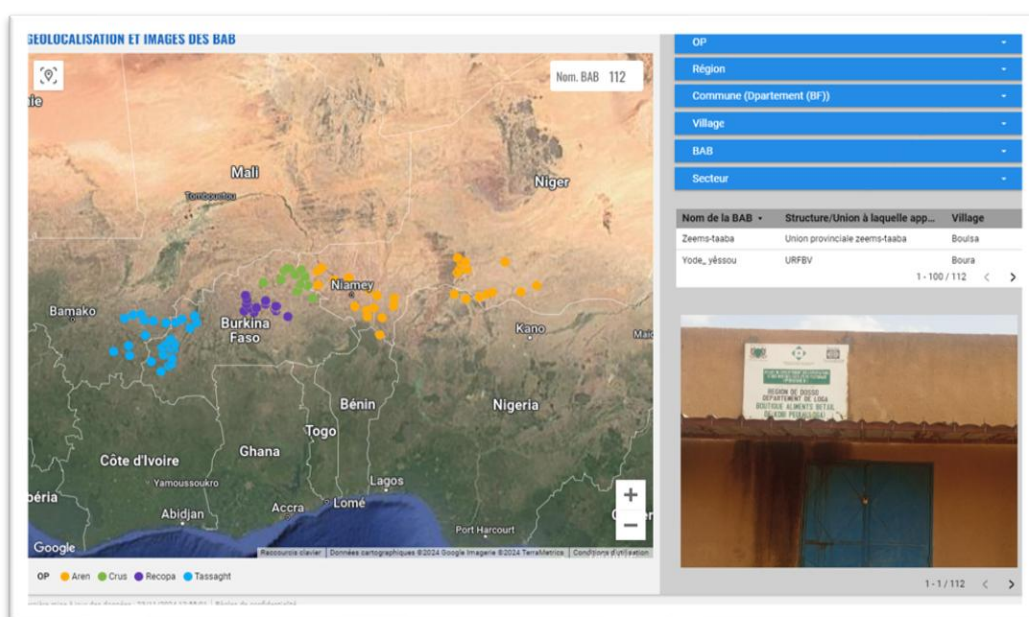 GÉOLOCALISATION ET IMAGES DES BAB
Nom. BAB 112
Mali
Tombouctou
Niger
Niamey
Bamako
Burkina
Faso
Kano
Bénin
Nigeria
Togo
Ghana
Côte d'Ivoire
Yamoussoukro
Lagos
Accra
Lomé
Abidjan
Port Harcourt
Google
Raccourcis clavier
Données cartographiques ©2024 Google Imagerie ©2024 TerraMetrics
Conditions d'utilisation
OP Aren Crus Recopa Tassaght
OP
Région
Commune (Dpartement (BF))
Village
BAB
Secteur
Nom de la BAB Structure/Union à laquelle app... Village
Zeems-taaba Union provinciale zeems-taaba Boulsa
Yode_ yêssou URFBV Boura
1 - 100 / 112 < >
REGION DE DOSSO
DEPARTEMENT DE LOGA
BOUTIQUE ALIMENTS BETAIL
1 - 1 / 112 < >